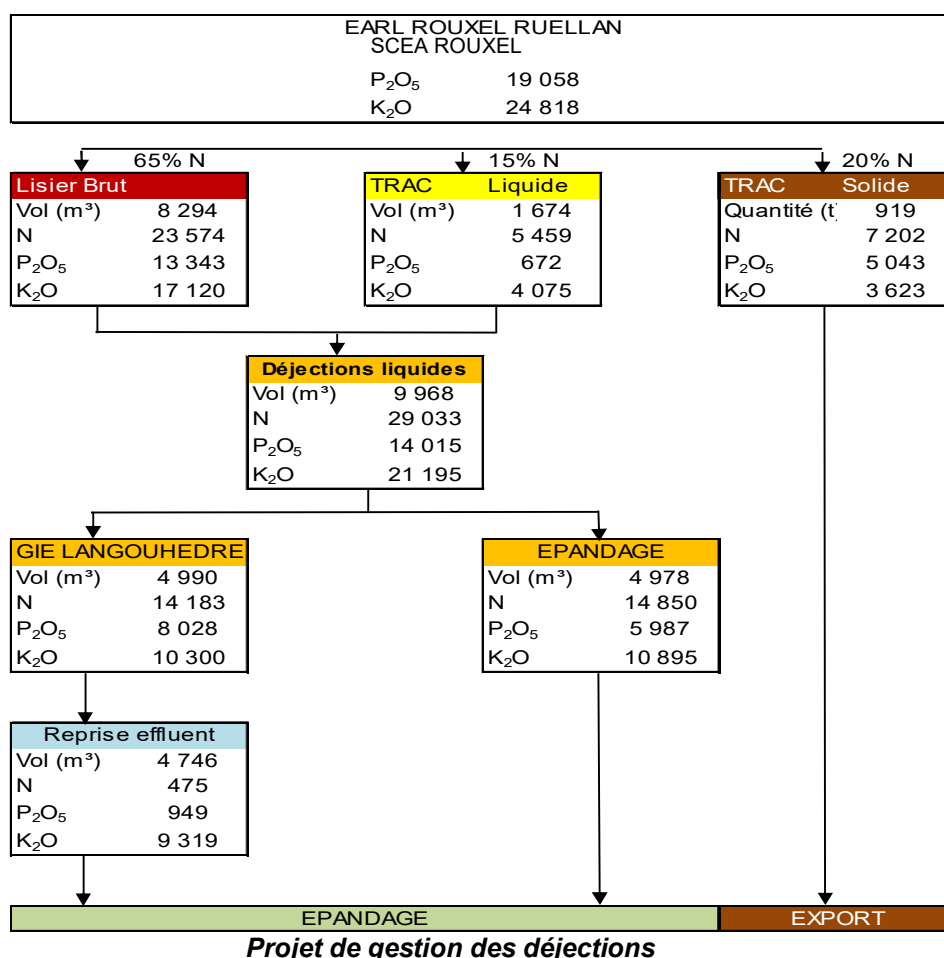 EARL ROUXEL RUELLAN
SCEA ROUXEL
P₂O₅ 19 058
K₂O 24 818
65% N 15% N 20% N
Lisier Brut
Vol (m³) 8 294
N 23 574
P₂O₅ 13 343
K₂O 17 120
TRAC Liquide
Vol (m³) 1 674
N 5 459
P₂O₅ 672
K₂O 4 075
TRAC Solide
Quantité (t) 919
N 7 202
P₂O₅ 5 043
K₂O 3 623
Déjections liquides
Vol (m³) 9 968
N 29 033
P₂O₅ 14 015
K₂O 21 195
GIE LANGOUHEDRE
Vol (m³) 4 990
N 14 183
P₂O₅ 8 028
K₂O 10 300
EPANDAGE
Vol (m³) 4 978
N 14 850
P₂O₅ 5 987
K₂O 10 895
Reprise effluent
Vol (m³) 4 746
N 475
P₂O₅ 949
K₂O 9 319
EPANDAGE EXPORT
Projet de gestion des déjections